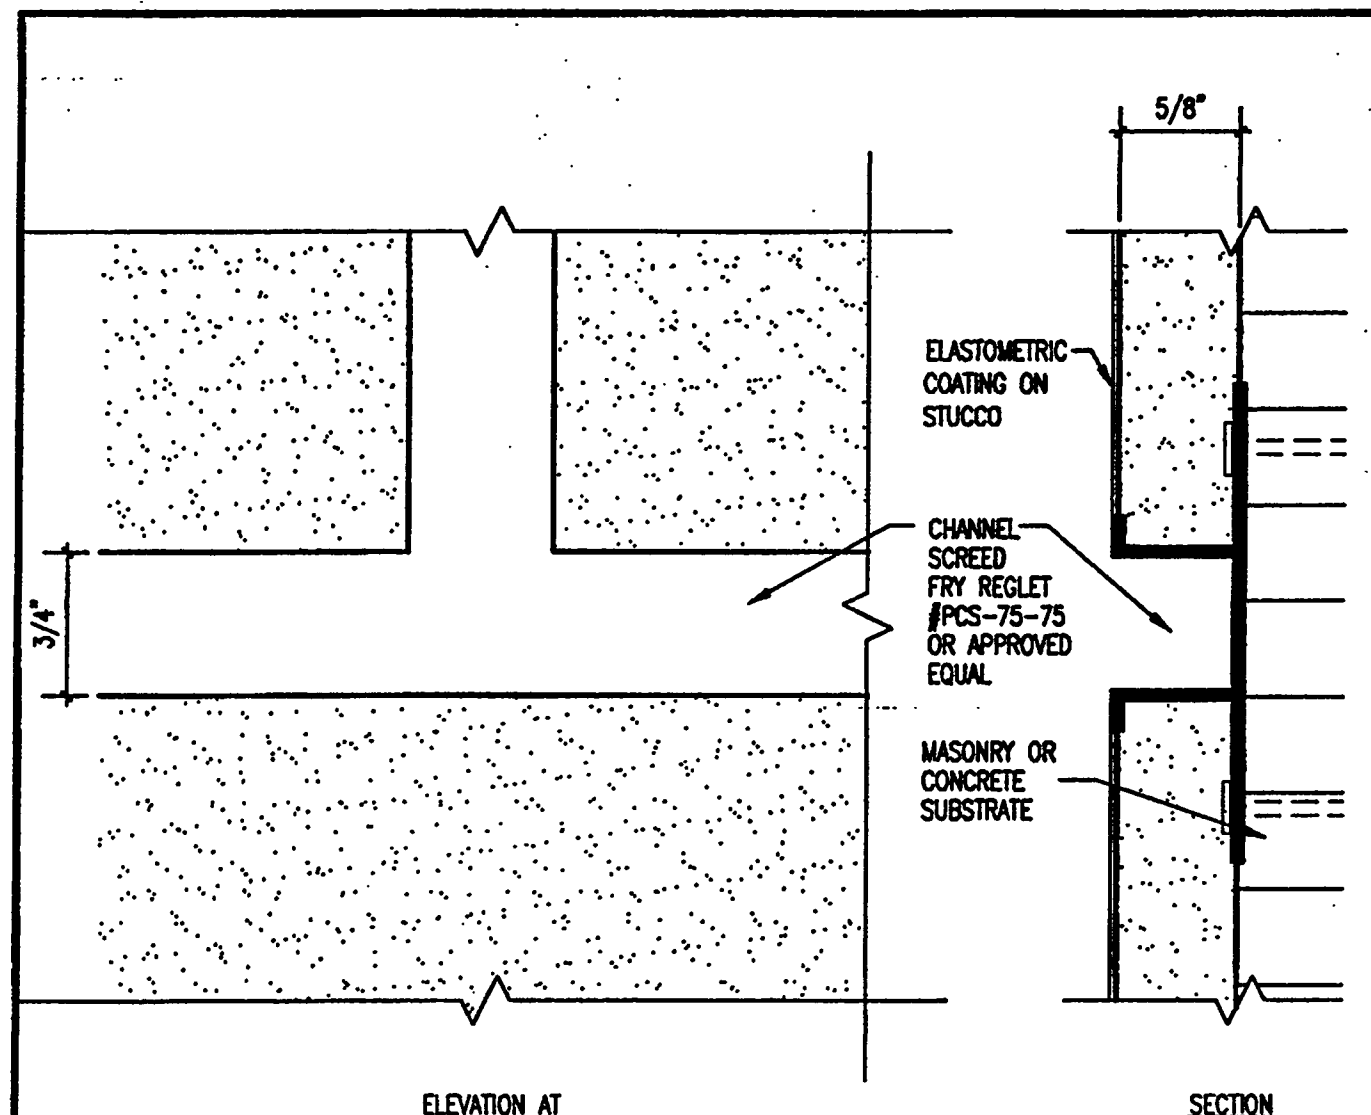 5/8"
ELASTOMETRIC
COATING ON
STUCCO
CHANNEL
SCREED
FRY REGLET
#PCS-75-75
OR APPROVED
EQUAL
3/4"
MASONRY OR
CONCRETE
SUBSTRATE
ELEVATION AT
SECTION